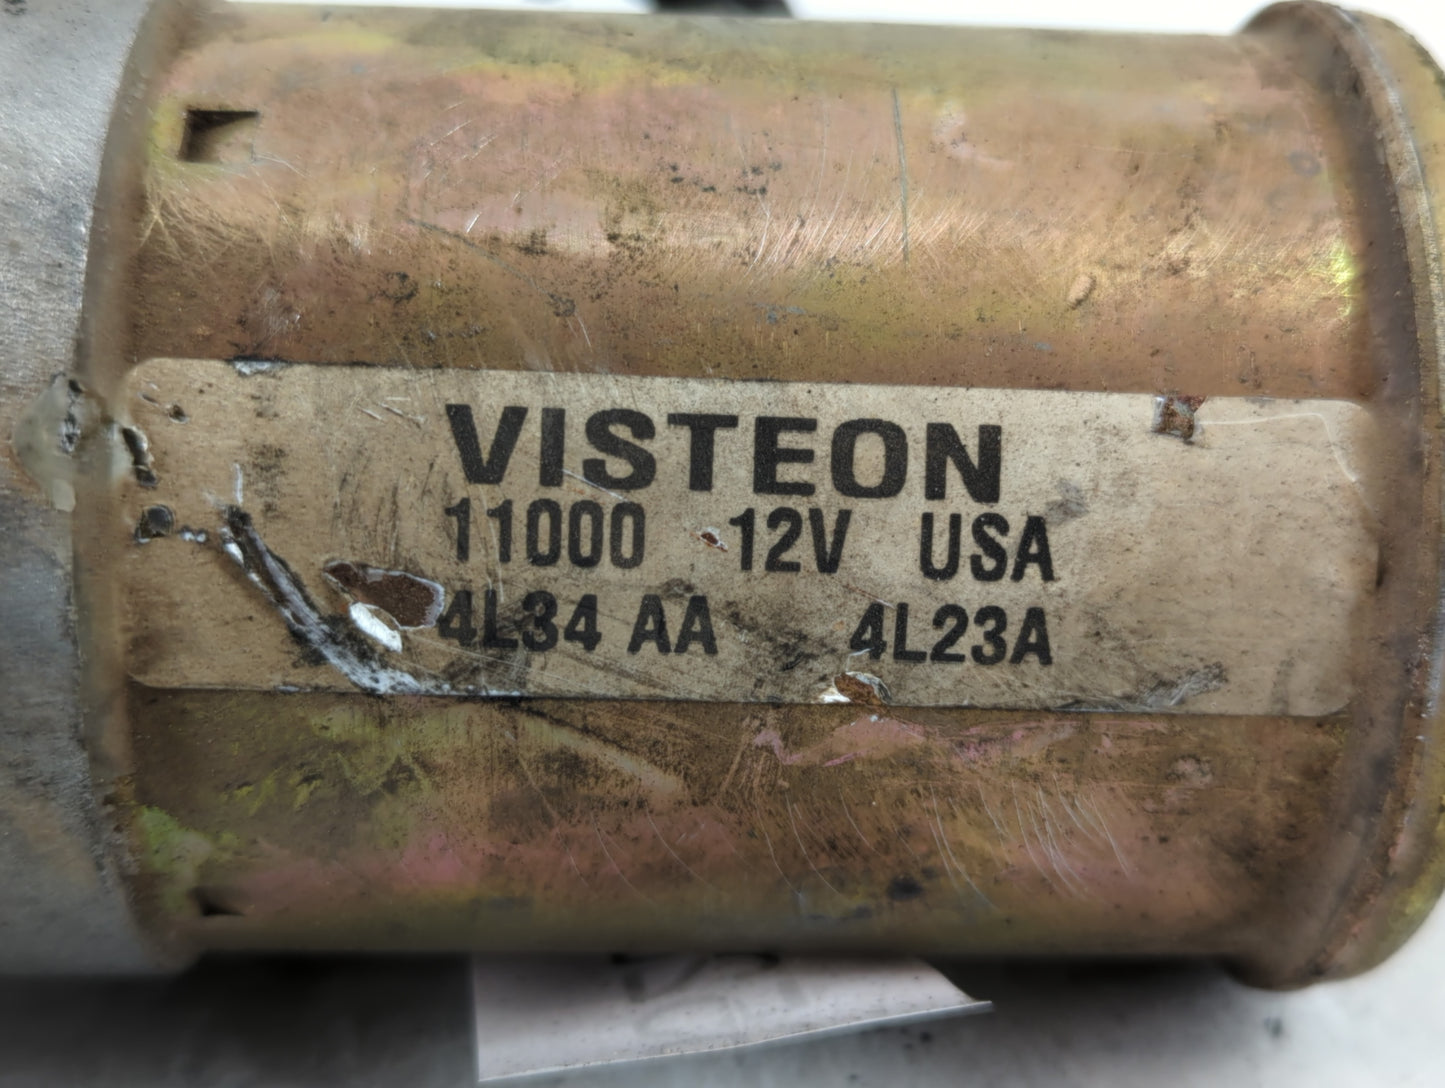 VISTEON
11000 12V USA
4L34 AA 4L23A